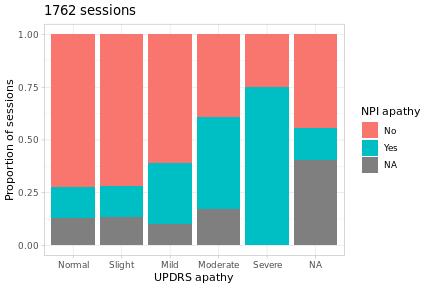 1762 sessions
1.00
0.75
0.50
0.25
0.00
Proportion of sessions
Normal Slight Mild Moderate Severe NA
UPDRS apathy
NPI apathy
No
Yes
NA